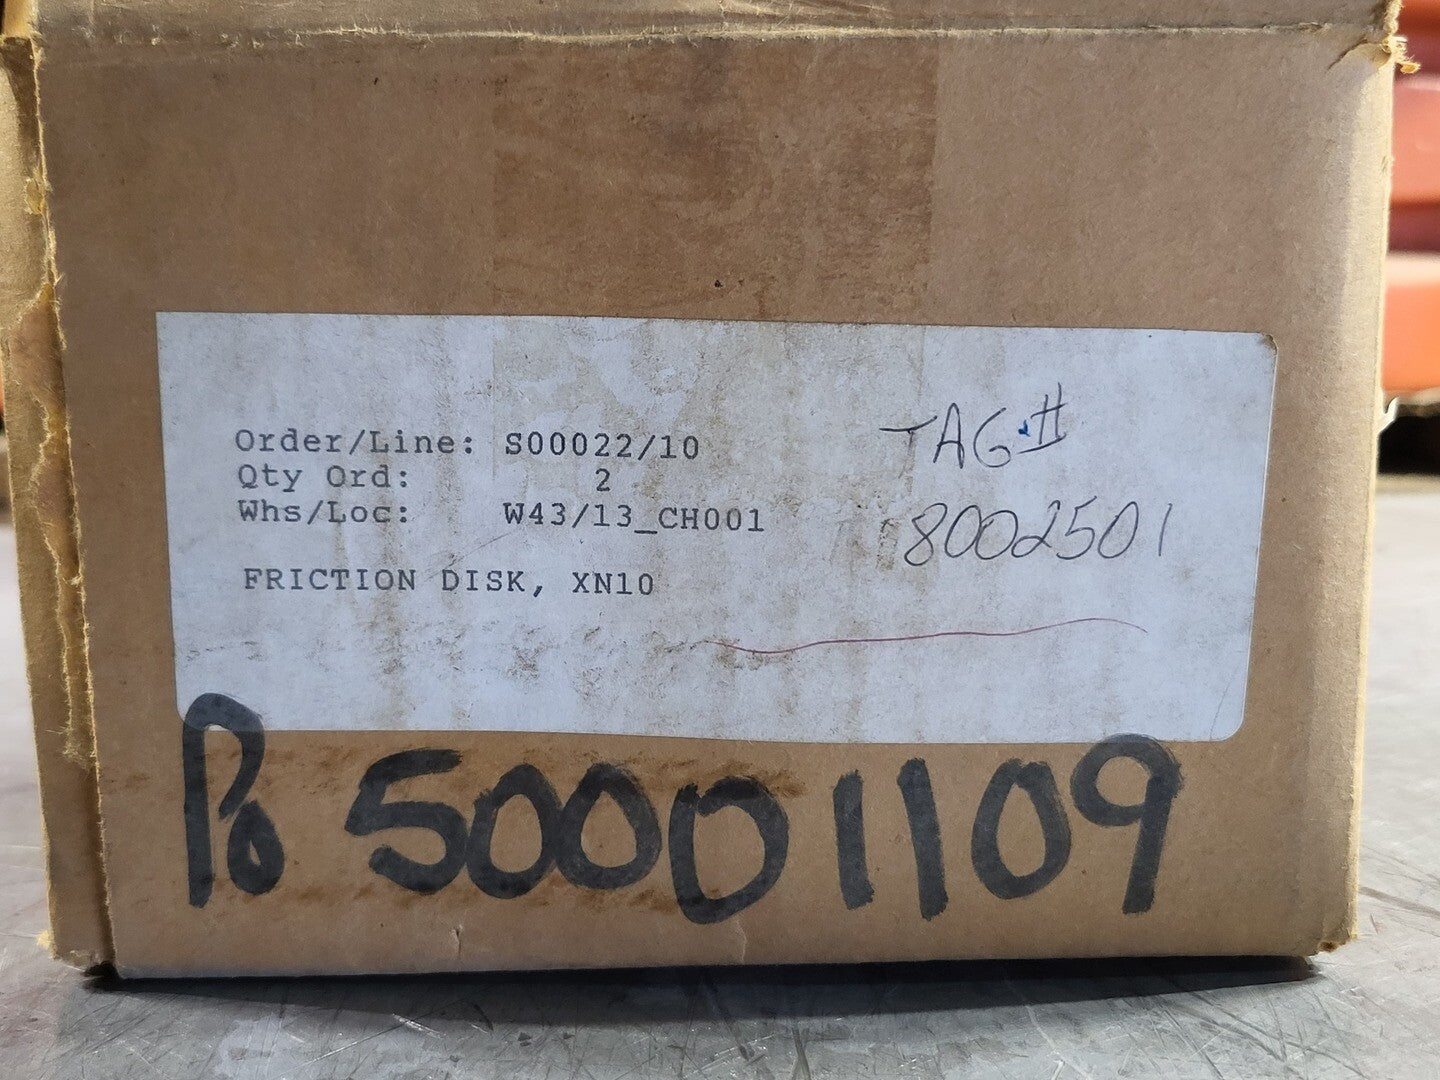 Order/Line: S00022/10
Qty Ord: 2
Whs/Loc: W43/13_CH001
FRICTION DISK, XN10
TAG #
8002501
Po 50001109